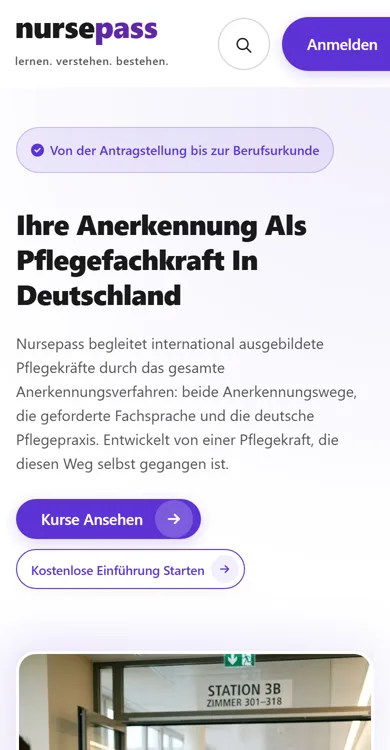 nursepass
lernen. verstehen. bestehen.
Anmelden
Von der Antragstellung bis zur Berufsurkunde
Ihre Anerkennung Als
Pflegefachkraft In
Deutschland
Nursepass begleitet international ausgebildete
Pflegekräfte durch das gesamte
Anerkennungsverfahren: beide Anerkennungswege,
die geforderte Fachsprache und die deutsche
Pflegepraxis. Entwickelt von einer Pflegekraft, die
diesen Weg selbst gegangen ist.
Kurse Ansehen
Kostenlose Einführung Starten
STATION 3B
ZIMMER 301–318